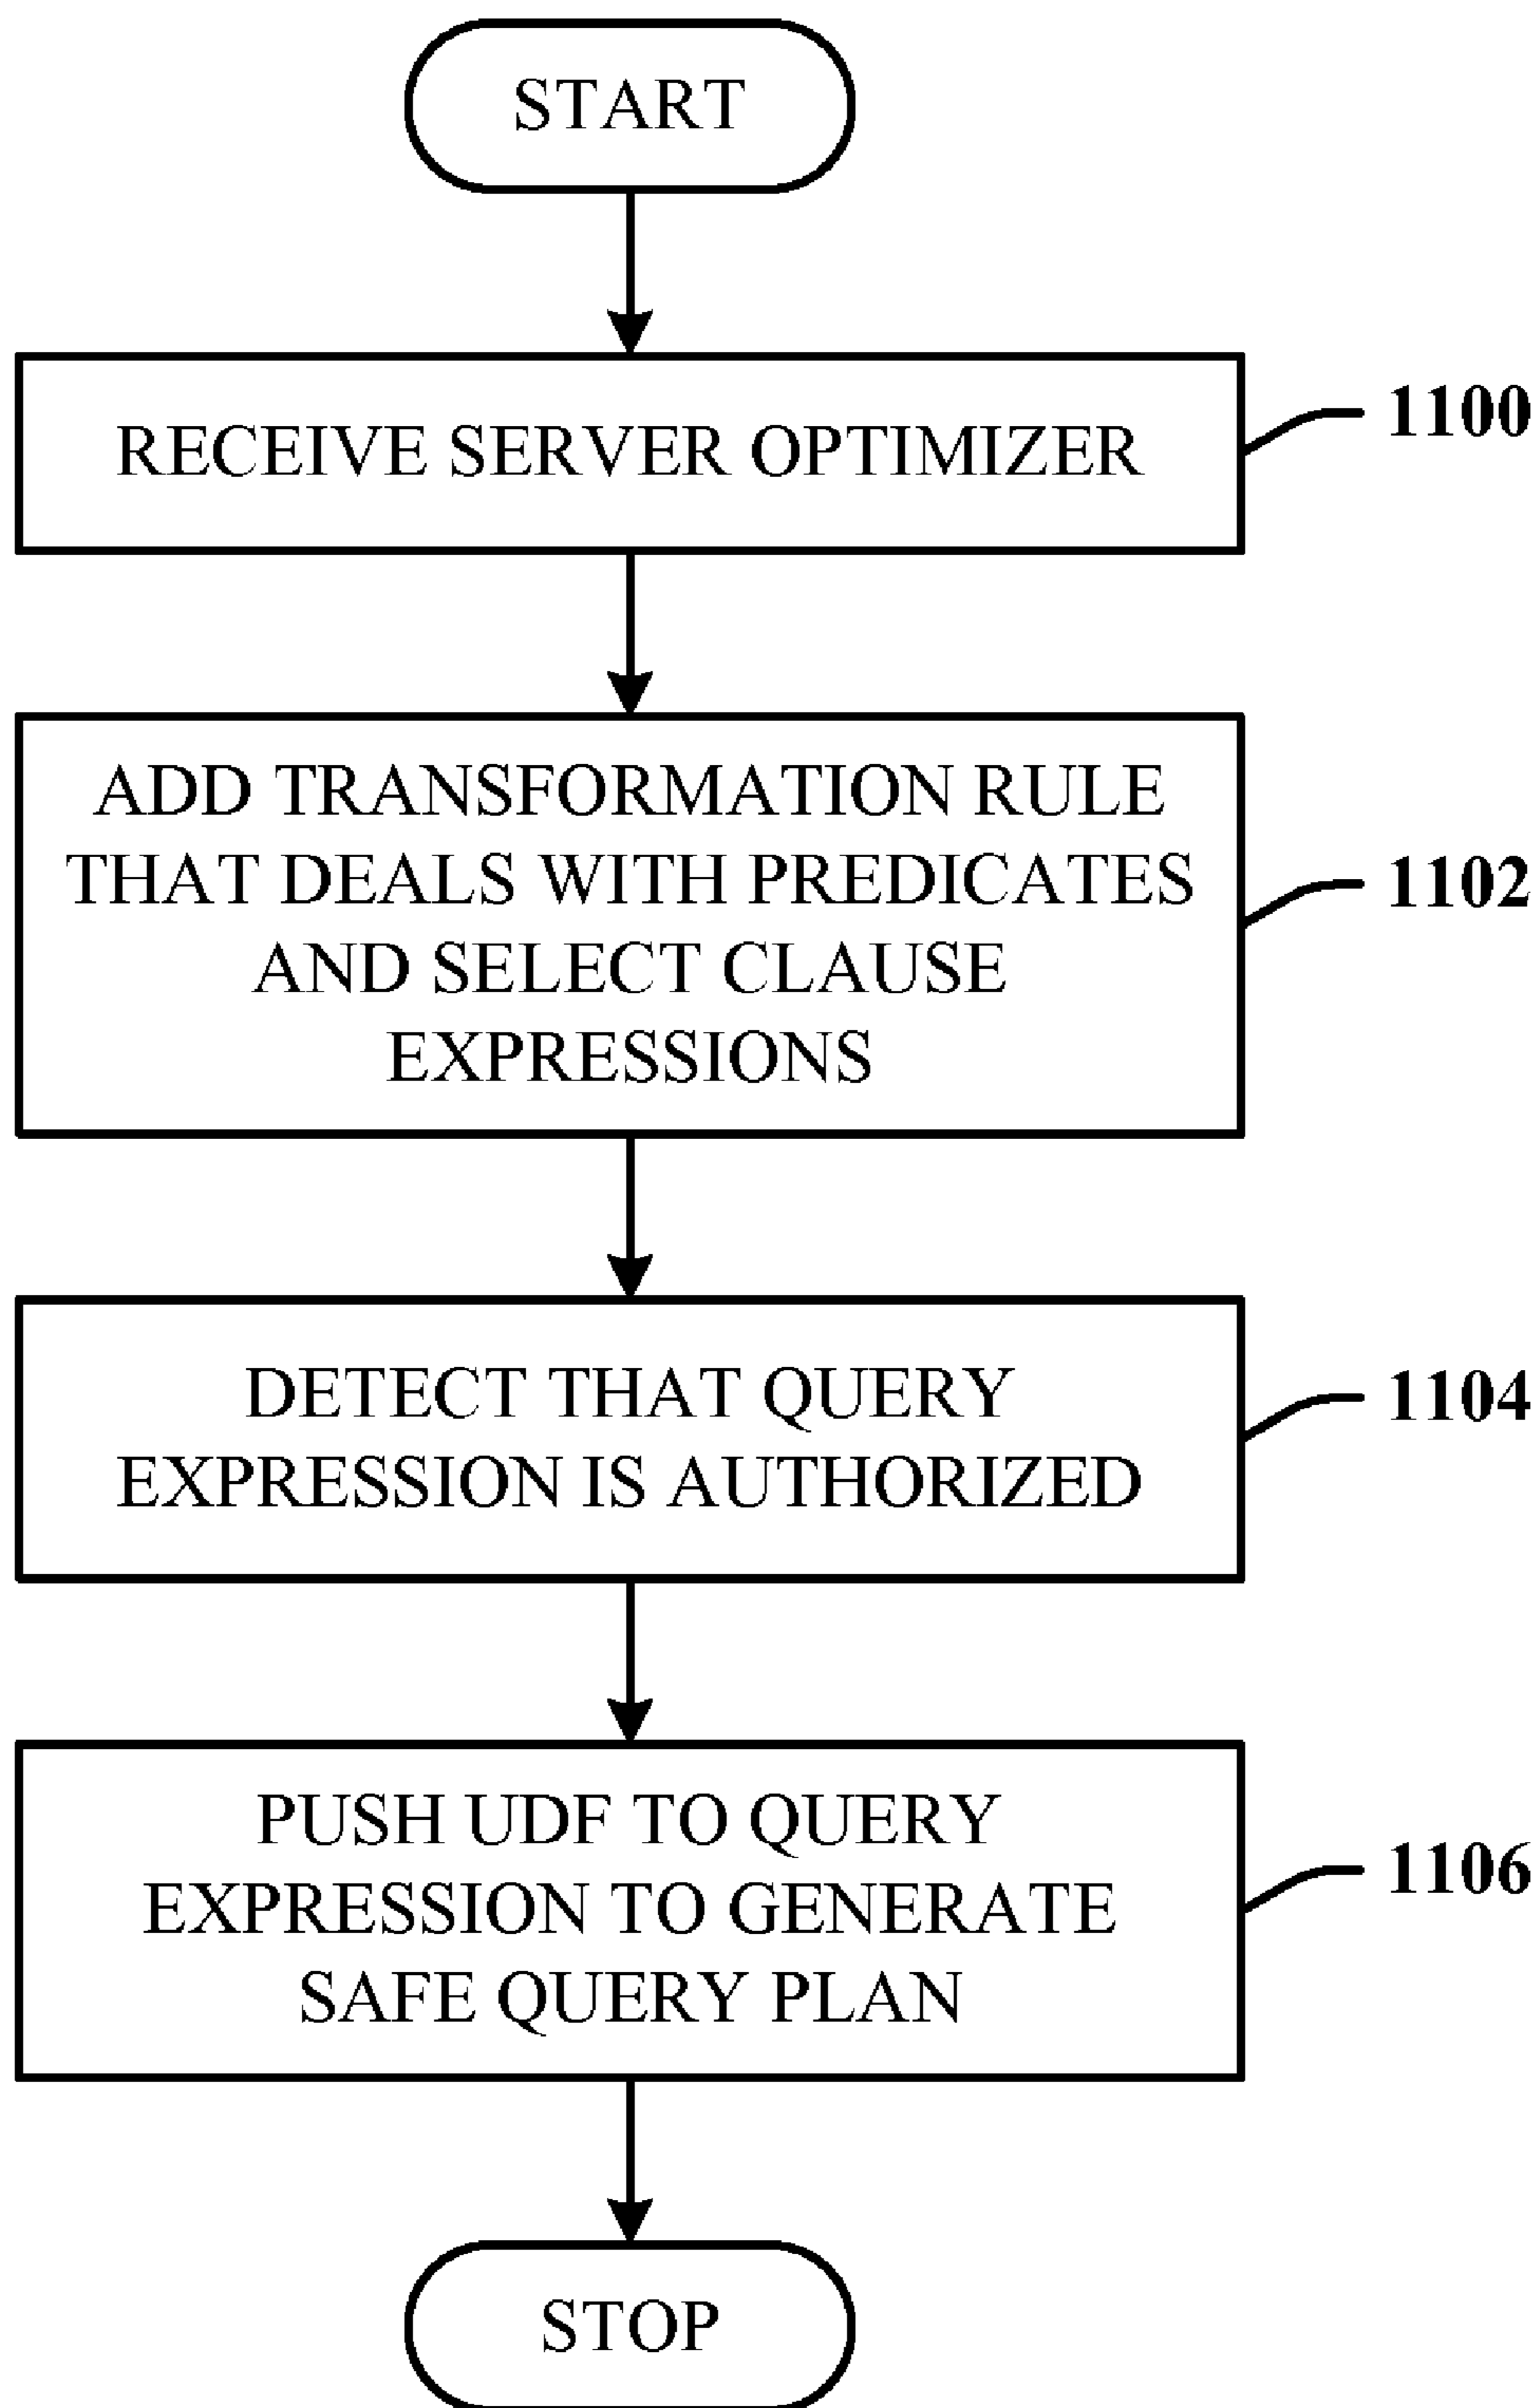 START
RECEIVE SERVER OPTIMIZER
1100
ADD TRANSFORMATION RULE
THAT DEALS WITH PREDICATES
AND SELECT CLAUSE
EXPRESSIONS
1102
DETECT THAT QUERY
EXPRESSION IS AUTHORIZED
1104
PUSH UDF TO QUERY
EXPRESSION TO GENERATE
SAFE QUERY PLAN
1106
STOP